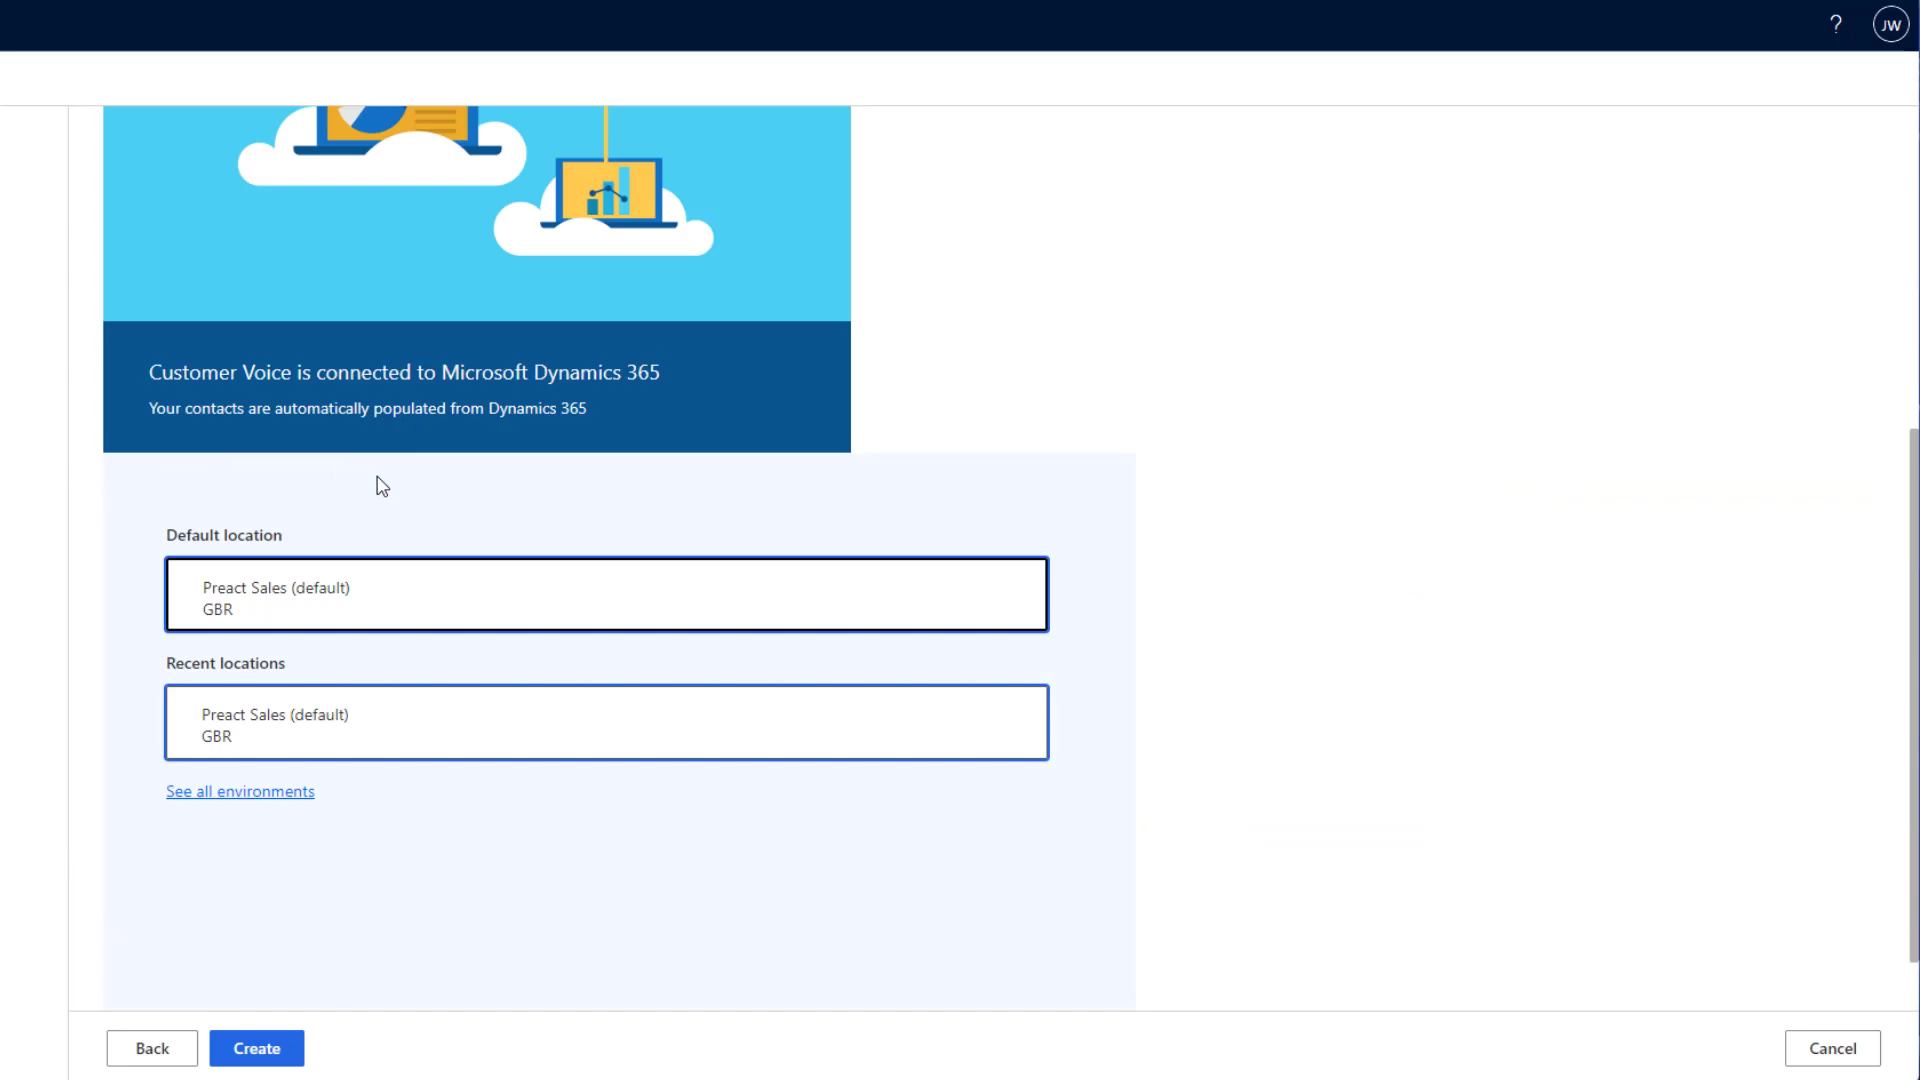 ?
JW
Customer Voice is connected to Microsoft Dynamics 365
Your contacts are automatically populated from Dynamics 365
Default location
Preact Sales (default)
GBR
Recent locations
Preact Sales (default)
GBR
See all environments
Back
Create
Cancel